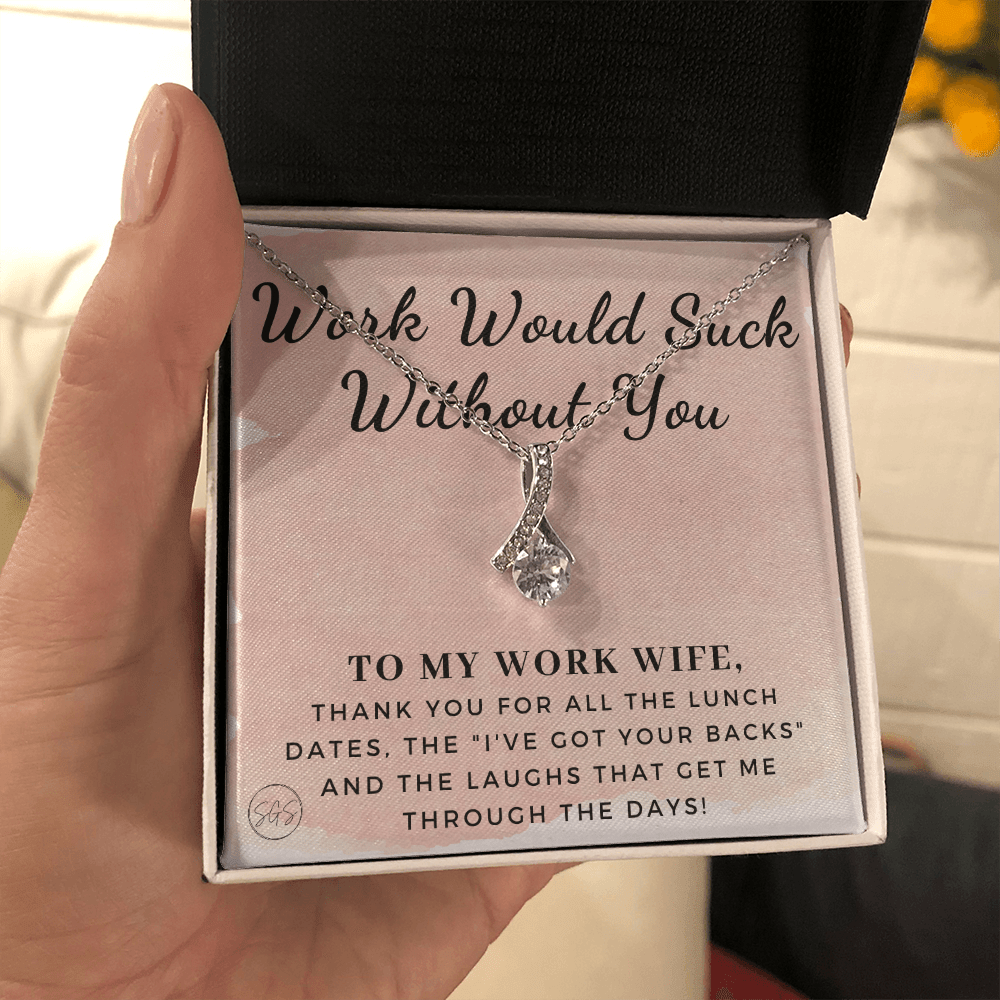 Work Would Suck
Without You
TO MY WORK WIFE,
THANK YOU FOR ALL THE LUNCH
DATES, THE "I'VE GOT YOUR BACKS"
AND THE LAUGHS THAT GET ME
THROUGH THE DAYS!
SGS